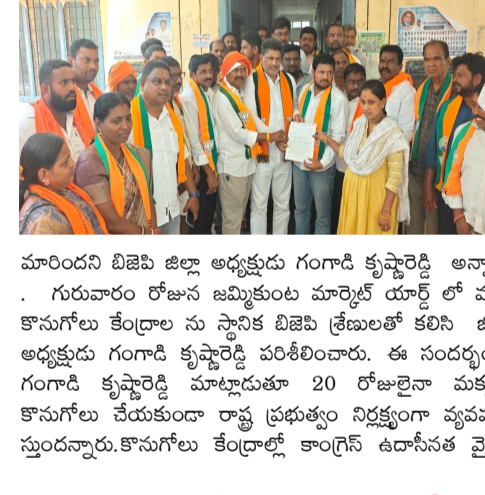 మారిందని బిజెపి జిల్లా అధ్యక్షుడు గంగాడి కృష్ణారెడ్డి
. గురువారం రోజున జమ్మికుంట మార్కెట్ యార్డ్ లో
కొనుగోలు కేంద్రాల ను స్థానిక బిజెపి శ్రేణులతో కలిసి
అధ్యక్షుడు గంగాడి కృష్ణారెడ్డి పరిశీలించారు. ఈ
గంగాడి కృష్ణారెడ్డి మాట్లాడుతూ 20 రోజులైనా
కొనుగోలు చేయకుండా రాష్ట్ర ప్రభుత్వం నిర్లక్ష్యంగా
స్తుందన్నారు.కొనుగోలు కేంద్రాల్లో కాంగ్రెస్ ఉదాసీనత